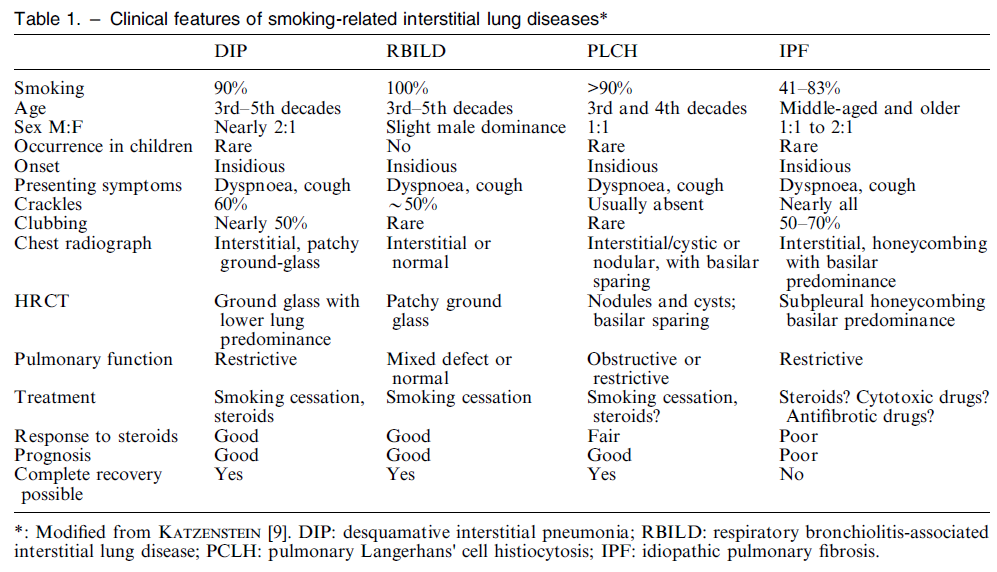 Table 1. – Clinical features of smoking-related interstitial lung diseases*
DIP RBILD PLCH IPF
Smoking 90% 100% >90% 41–83%
Age 3rd–5th decades 3rd–5th decades 3rd and 4th decades Middle-aged and older
Sex M:F Nearly 2:1 Slight male dominance 1:1 1:1 to 2:1
Occurrence in children Rare No Rare Rare
Onset Insidious Insidious Insidious Insidious
Presenting symptoms Dyspnoea, cough Dyspnoea, cough Dyspnoea, cough Dyspnoea, cough
Crackles 60% ~50% Usually absent Nearly all
Clubbing Nearly 50% Rare Rare 50–70%
Chest radiograph Interstitial, patchy Interstitial or Interstitial/cystic or Interstitial, honeycombing
ground-glass normal nodular, with basilar with basilar
sparing predominance
HRCT Ground glass with Patchy ground Nodules and cysts; Subpleural honeycombing
lower lung glass basilar sparing basilar predominance
predominance
Pulmonary function Restrictive Mixed defect or Obstructive or Restrictive
normal restrictive
Treatment Smoking cessation, Smoking cessation Smoking cessation, Steroids? Cytotoxic drugs?
steroids steroids? Antifibrotic drugs?
Response to steroids Good Good Fair Poor
Prognosis Good Good Good Poor
Complete recovery Yes Yes Yes No
possible
*: Modified from KATZENSTEIN [9]. DIP: desquamative interstitial pneumonia; RBILD: respiratory bronchiolitis-associated
interstitial lung disease; PCLH: pulmonary Langerhans' cell histiocytosis; IPF: idiopathic pulmonary fibrosis.